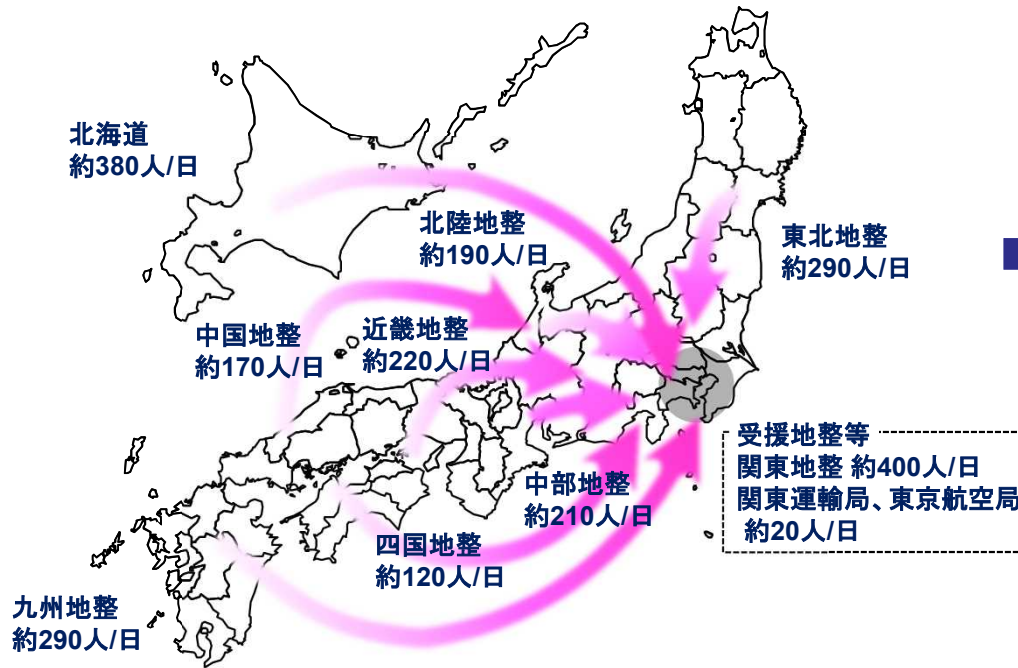 北海道
約380人/日
北陸地整
約190人/日
東北地整
約290人/日
中国地整
約170人/日
近畿地整
約220人/日
受援地整等
関東地整 約400人/日
関東運輸局、東京航空局
約20人/日
中部地整
約210人/日
四国地整
約120人/日
九州地整
約290人/日